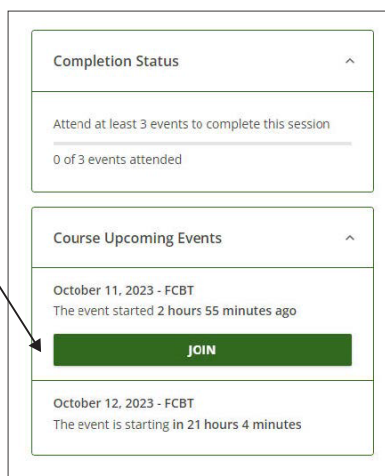 Completion Status
Attend at least 3 events to complete this session
0 of 3 events attended
Course Upcoming Events
October 11, 2023 - FCBT
The event started 2 hours 55 minutes ago
JOIN
October 12, 2023 - FCBT
The event is starting in 21 hours 4 minutes